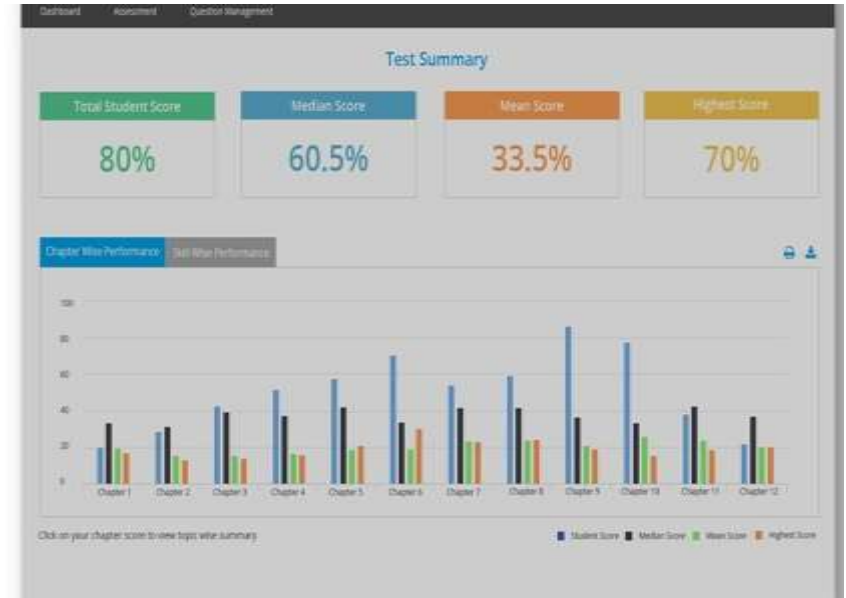 Dashboard Assessment Question Management
Test Summary
Total Student Score Median Score Mean Score Highest Score
80% 60.5% 33.5% 70%
Chapter Wise Performance Skill Wise Performance
100
80
60
40
20
0
Chapter 1 Chapter 2 Chapter 3 Chapter 4 Chapter 5 Chapter 6 Chapter 7 Chapter 8 Chapter 9 Chapter 10 Chapter 11 Chapter 12
Click on your chapter score to view topic wise summary
Student Score Median Score Mean Score Highest Score